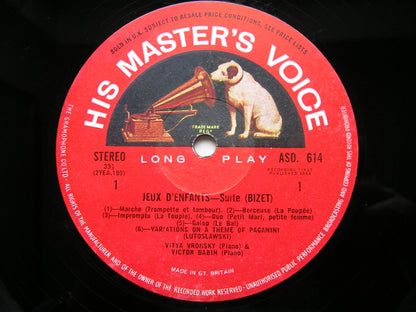 SOLD IN U.K. SUBJECT TO RESALE PRICE CONDITIONS, SEE PRICE LISTS
HIS MASTER'S VOICE
TRADE MARK
REGD
STEREO
33⅓
(2YEA.180)
1
LONG PLAY
ASD. 614
RECORDING FIRST
PUBLISHED 1964
1
JEUX D'ENFANTS—Suite (BIZET)
(1)—Marche (Trompette et tambour). (2)—Berceuse (La Poupée)
(3)—Impromptu (La Toupie). (4)—Duo (Petit Mari, petite femme)
(5)—Galop (Le Bal)
(6)—VARIATIONS ON A THEME OF PAGANINI
(LUTOSLAWSKI)
VITYA VRONSKY (Piano) &
VICTOR BABIN (Piano)
MADE IN GT. BRITAIN
THE GRAMOPHONE CO. LTD. ALL RIGHTS OF THE MANUFACTURER AND OF THE OWNER OF THE RECORDED WORK RESERVED. UNAUTHORISED PUBLIC PERFORMANCE BROADCASTING AND COPYING OF THIS RECORD PROHIBITED